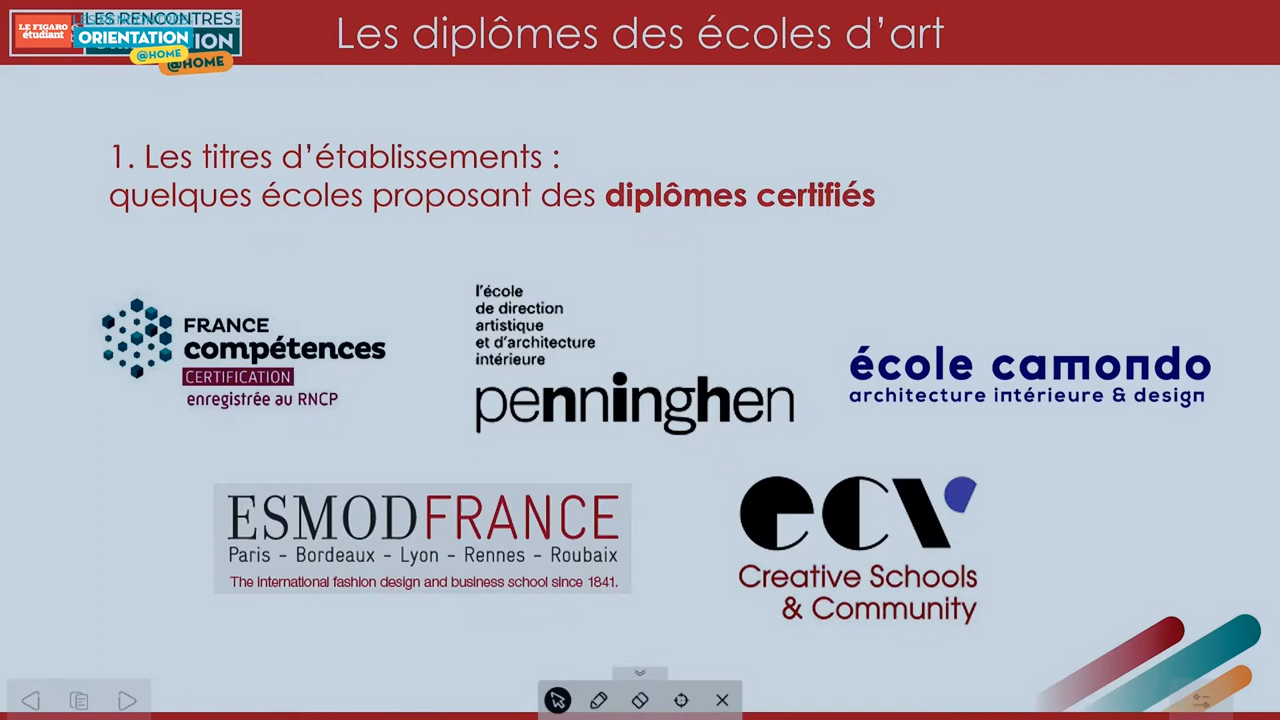 LES RENCONTRES
LE FIGARO
étudiant
ORIENTATION
@HOME
@HOME
Les diplômes des écoles d’art
1. Les titres d’établissements :
quelques écoles proposant des diplômes certifiés
FRANCE
compétences
CERTIFICATION
enregistrée au RNCP
l’école
de direction
artistique
et d’architecture
intérieure
penninghen
école camondo
architecture intérieure & design
ESMOD FRANCE
Paris - Bordeaux - Lyon - Rennes - Roubaix
The international fashion design and business school since 1841.
ecv
Creative Schools
& Community